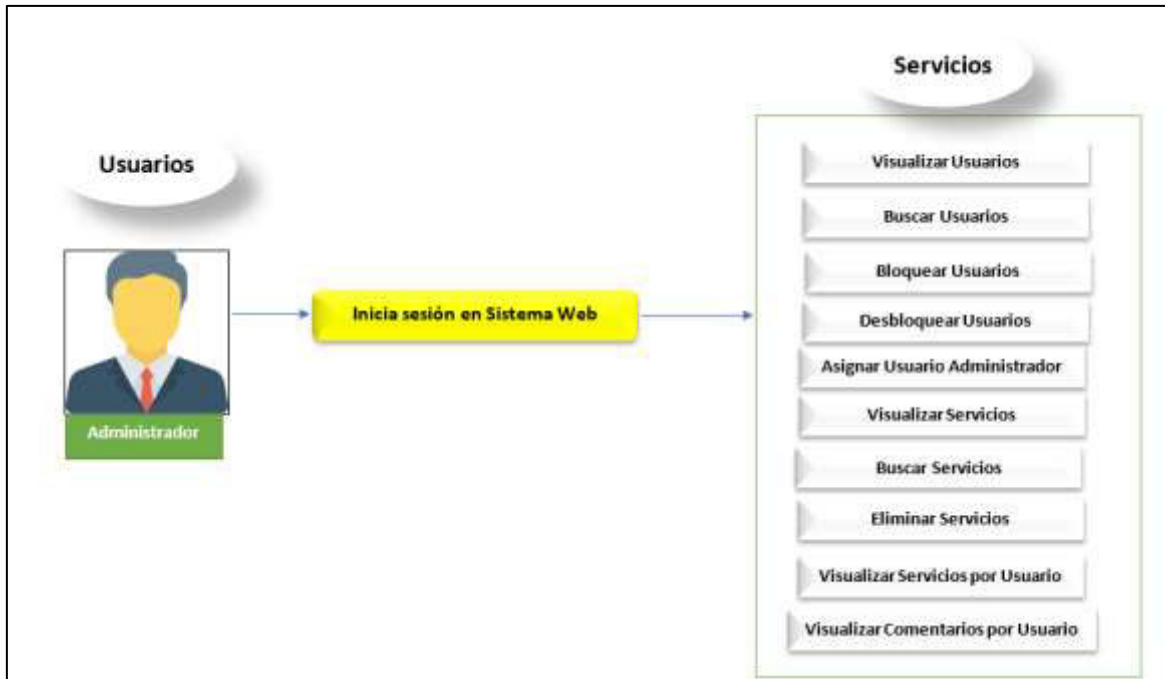 Usuarios
Administrador
Inicia sesión en Sistema Web
Servicios
Visualizar Usuarios
Buscar Usuarios
Bloquear Usuarios
Desbloquear Usuarios
Asignar Usuario Administrador
Visualizar Servicios
Buscar Servicios
Eliminar Servicios
Visualizar Servicios por Usuario
Visualizar Comentarios por Usuario